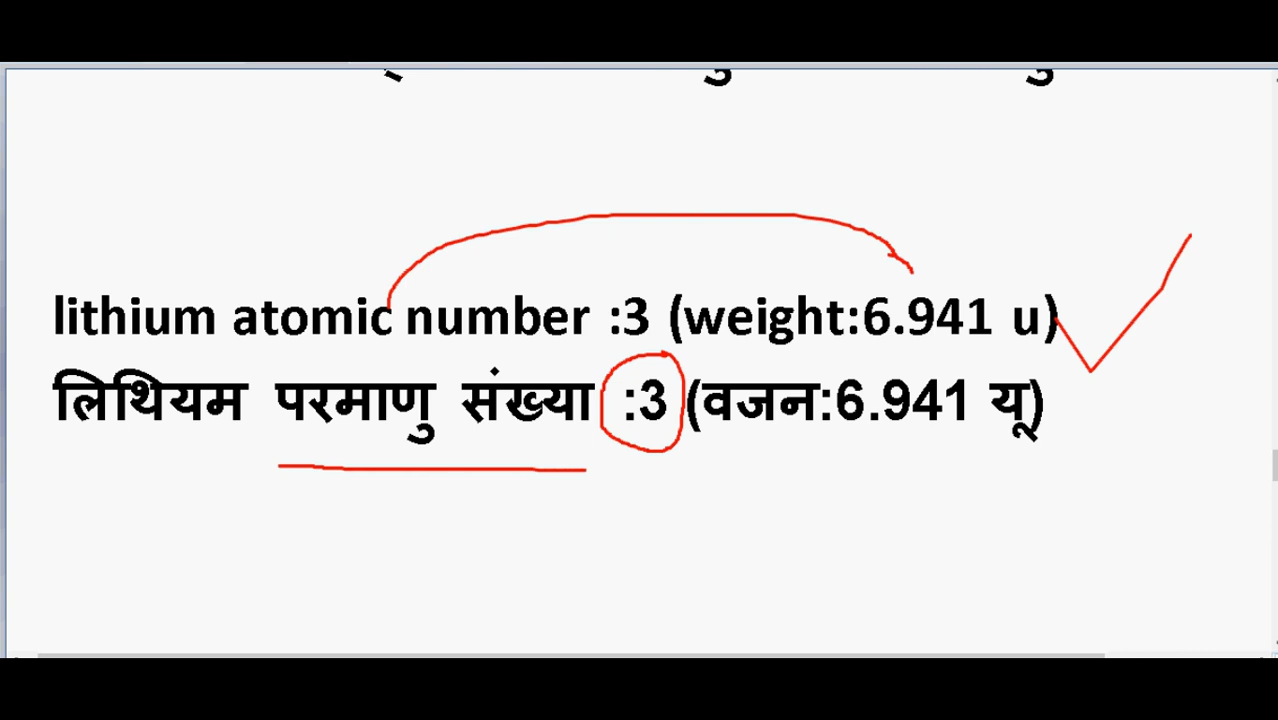 lithium atomic number :3 (weight:6.941 u)
लिथियम परमाणु संख्या :3 (वजन:6.941 यू)